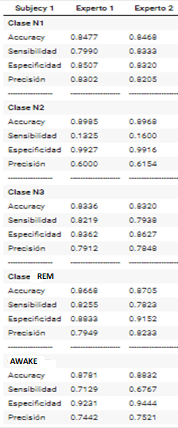 Subjecy 1 Experto 1 Experto 2
Clase N1
Accuracy 0.8477 0.8468
Sensibilidad 0.7990 0.8333
Especificidad 0.8507 0.8320
Precisión 0.8302 0.8205
Clase N2
Accuracy 0.8985 0.8968
Sensibilidad 0.1325 0.1600
Especificidad 0.9927 0.9916
Precisión 0.6000 0.6154
Clase N3
Accuracy 0.8336 0.8320
Sensibilidad 0.8219 0.7938
Especificidad 0.8362 0.8627
Precisión 0.7912 0.7848
Clase REM
Accuracy 0.8668 0.8705
Sensibilidad 0.8255 0.7823
Especificidad 0.8833 0.9152
Precisión 0.7949 0.8233
AWAKE
Accuracy 0.8781 0.8832
Sensibilidad 0.7129 0.6767
Especificidad 0.9231 0.9444
Precisión 0.7442 0.7521